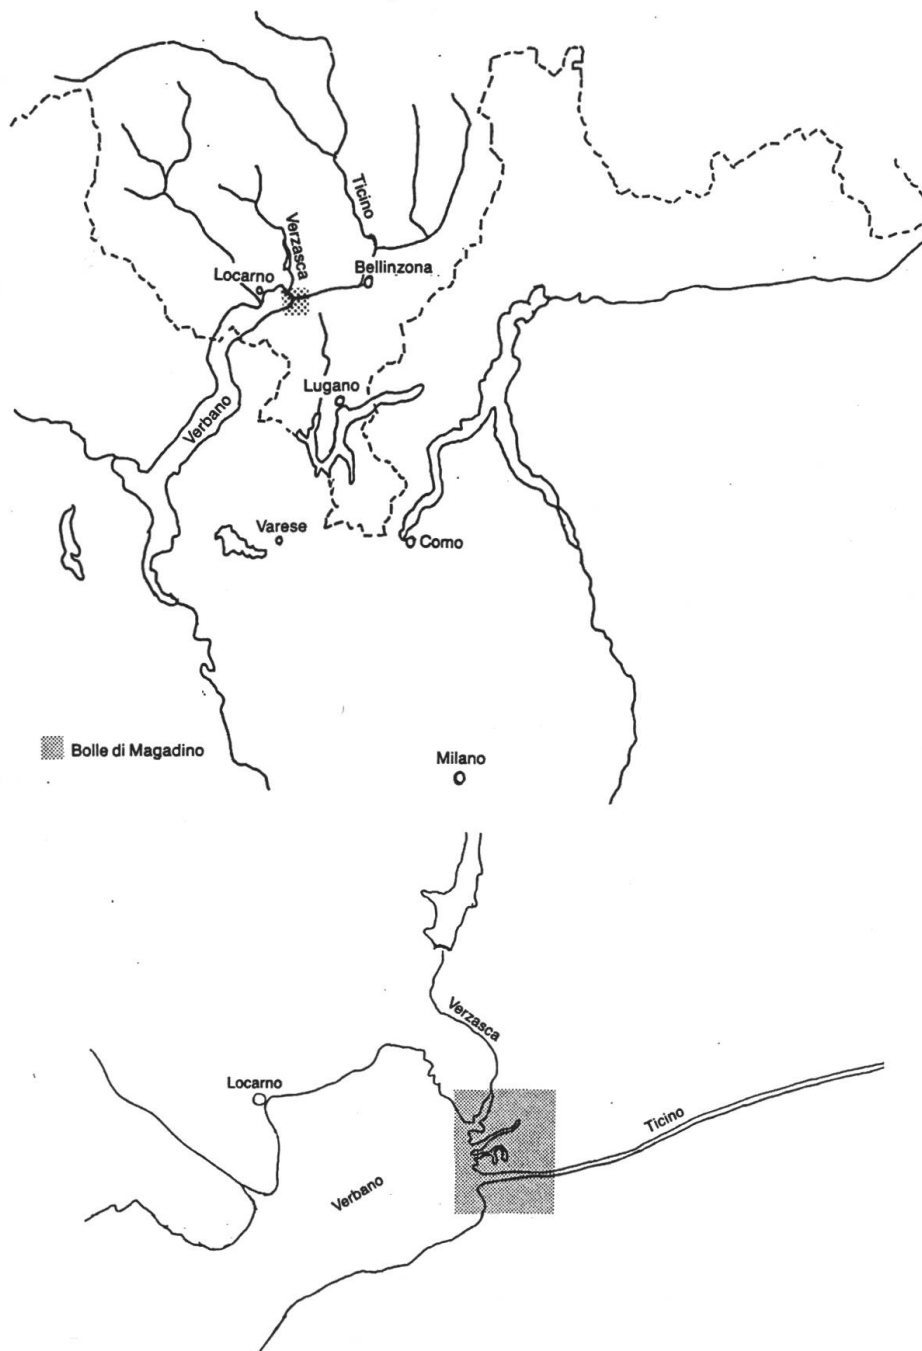 Ticino
Verzasca
Locarno
Bellinzona
Lugano
Verbano
Varese
Como
Bolle di Magadino
Milano
Verzasca
Locarno
Ticino
Verbano